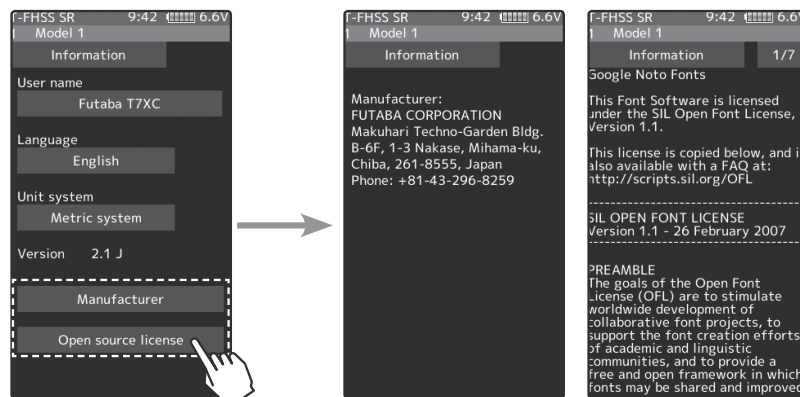 T-FHSS SR 9:42 6.6V
1 Model 1
Information
User name
Futaba T7XC
Language
English
Unit system
Metric system
Version 2.1 J
Manufacturer
Open source license
T-FHSS SR 9:42 6.6V
1 Model 1
Information
Manufacturer:
FUTABA CORPORATION
Makuhari Techno-Garden Bldg.
B-6F, 1-3 Nakase, Mihama-ku,
Chiba, 261-8555, Japan
Phone: +81-43-296-8259
T-FHSS SR 9:42 6.6V
1 Model 1
Information 1/7
Google Noto Fonts
This Font Software is licensed
under the SIL Open Font License,
Version 1.1.
This license is copied below, and i
also available with a FAQ at:
http://scripts.sil.org/OFL
-----------------------------------------------------------
SIL OPEN FONT LICENSE
Version 1.1 - 26 February 2007
-----------------------------------------------------------
PREAMBLE
The goals of the Open Font
License (OFL) are to stimulate
worldwide development of
collaborative font projects, to
support the font creation efforts
of academic and linguistic
communities, and to provide a
free and open framework in which
fonts may be shared and improved